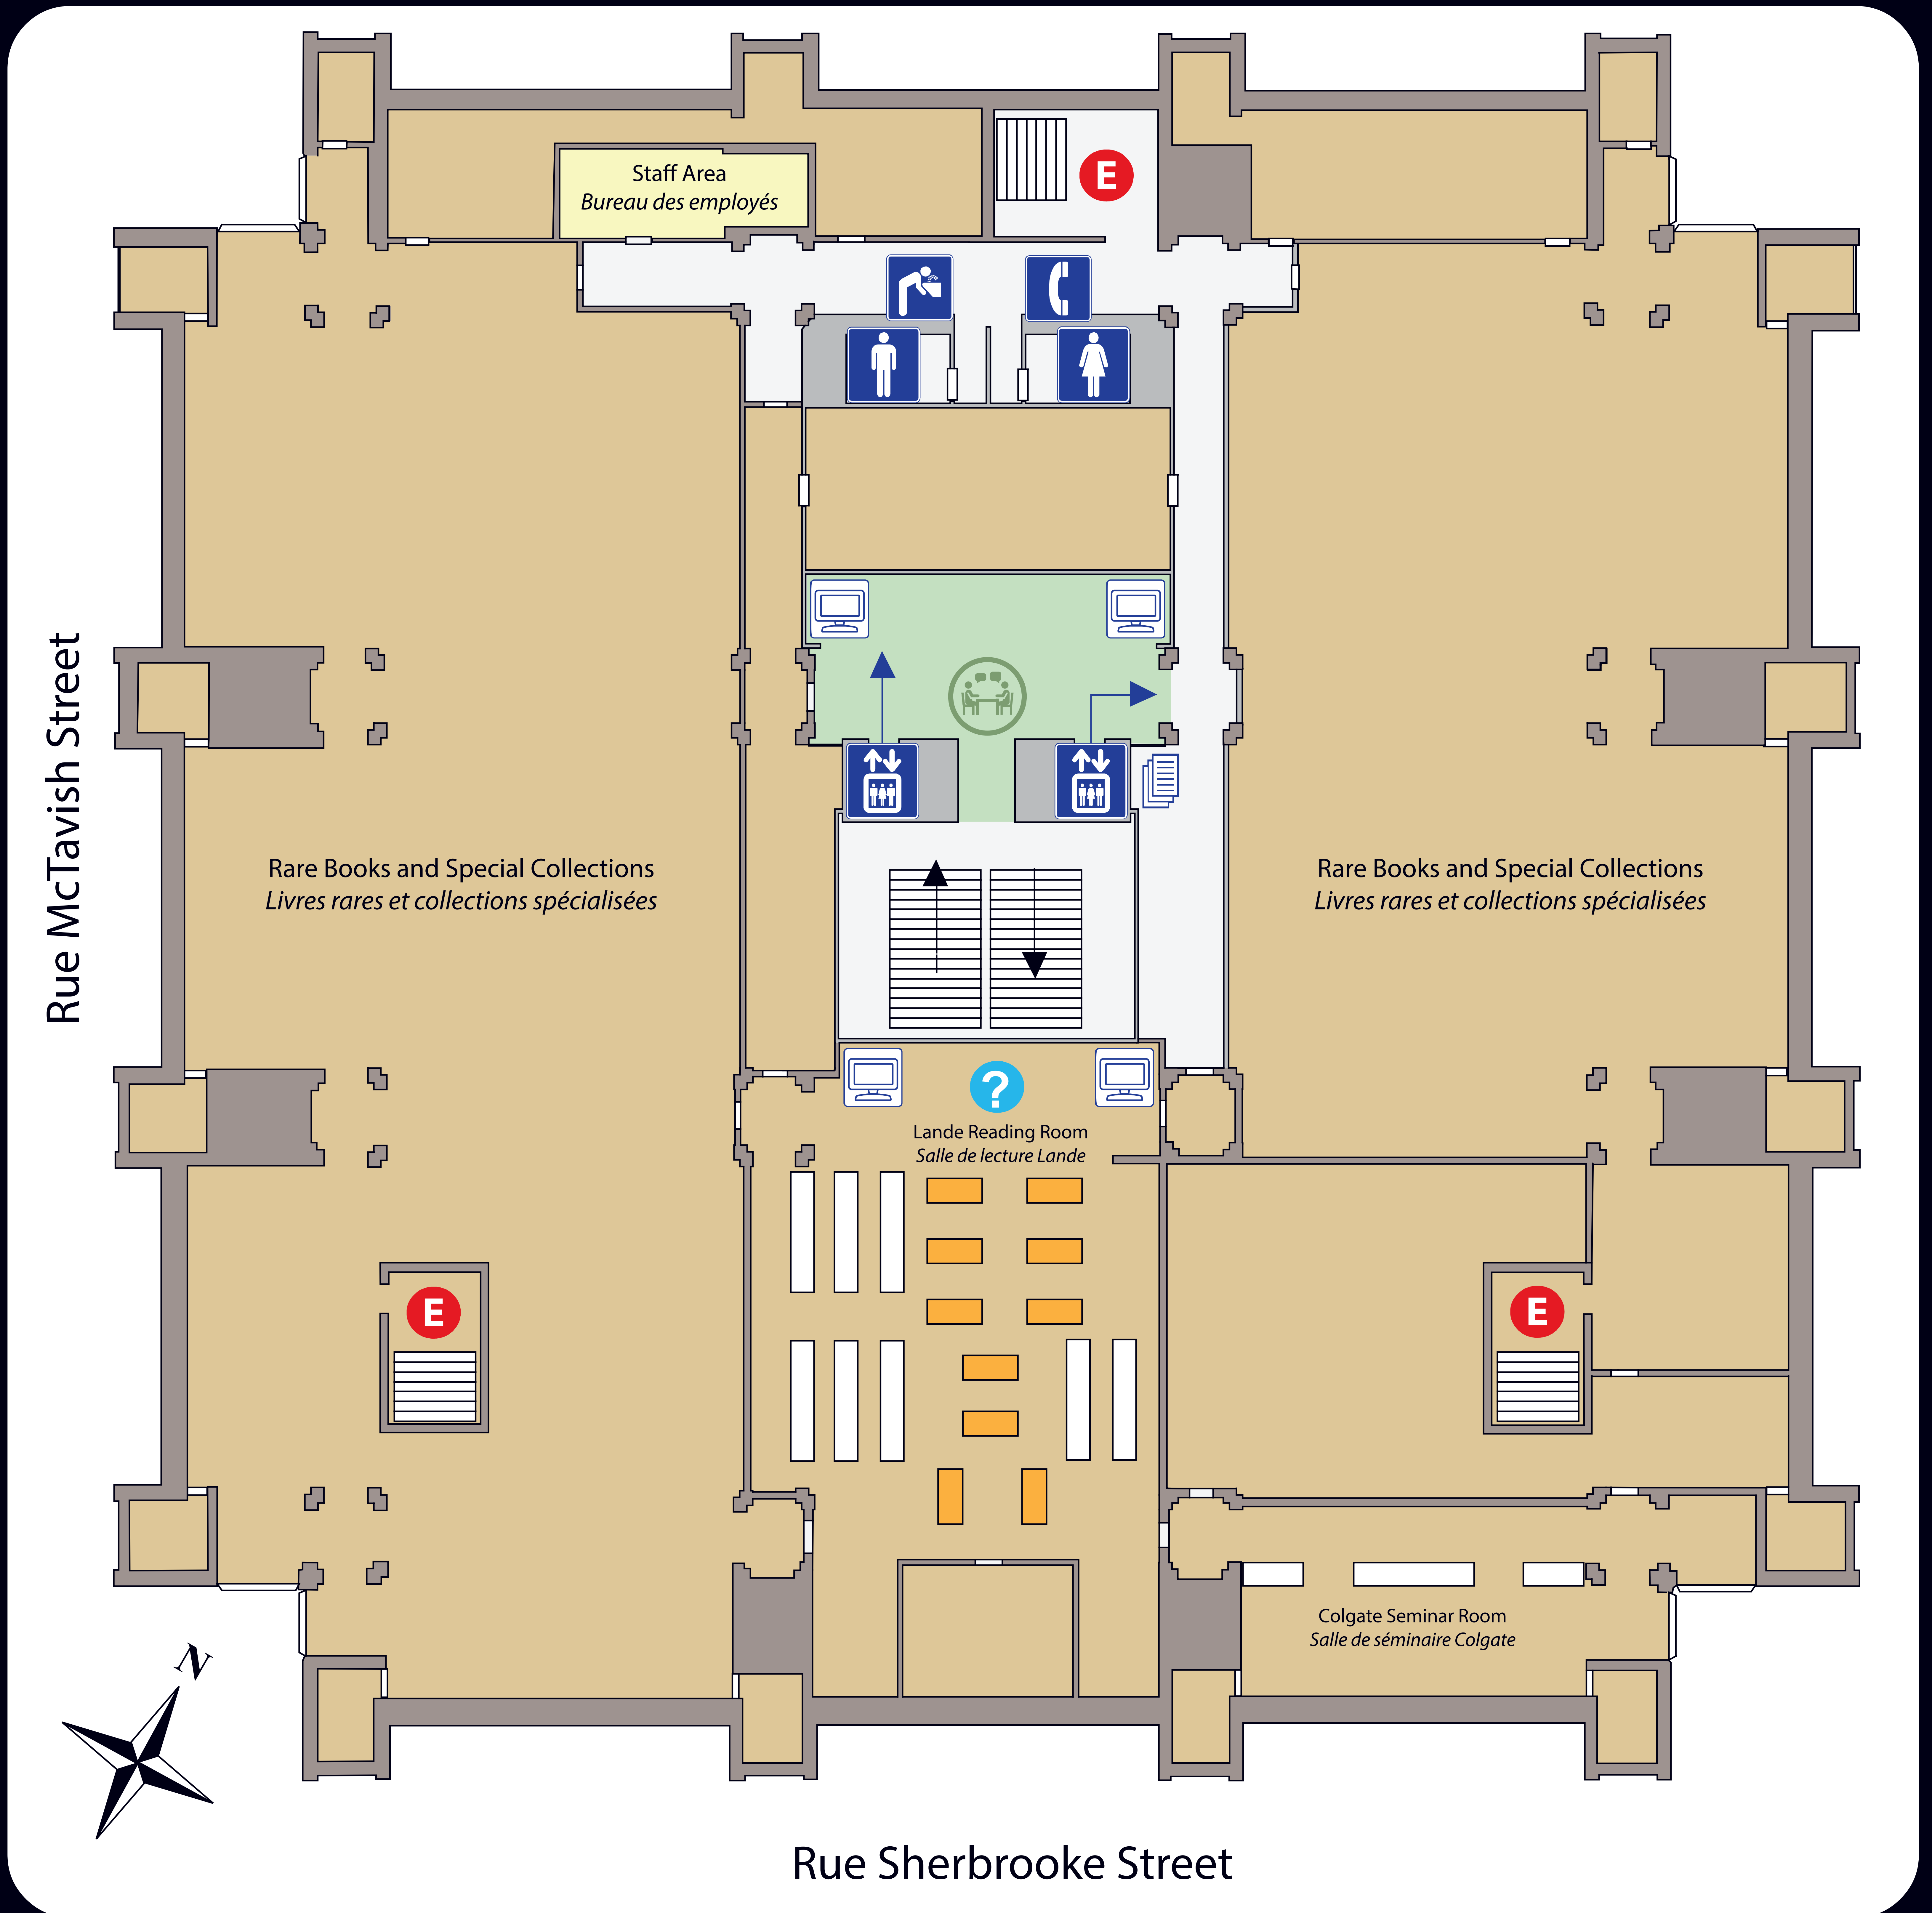 Staff Area
Bureau des employés
E
Rue McTavish Street
Rare Books and Special Collections
Livres rares et collections spécialisées
Rare Books and Special Collections
Livres rares et collections spécialisées
?
Lande Reading Room
Salle de lecture Lande
E
E
Colgate Seminar Room
Salle de séminaire Colgate
N
Rue Sherbrooke Street